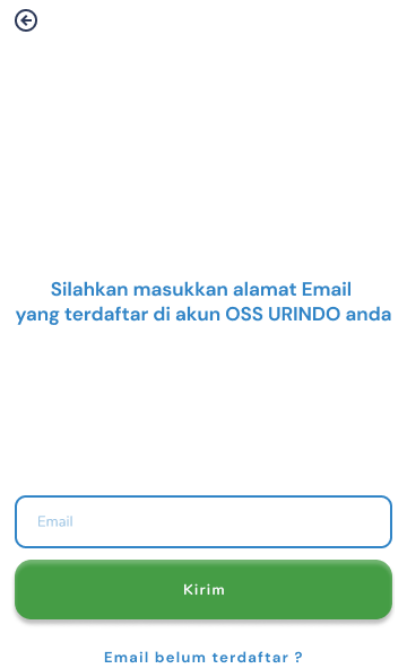 Silahkan masukkan alamat Email
yang terdaftar di akun OSS URINDO anda
Email
Kirim
Email belum terdaftar ?